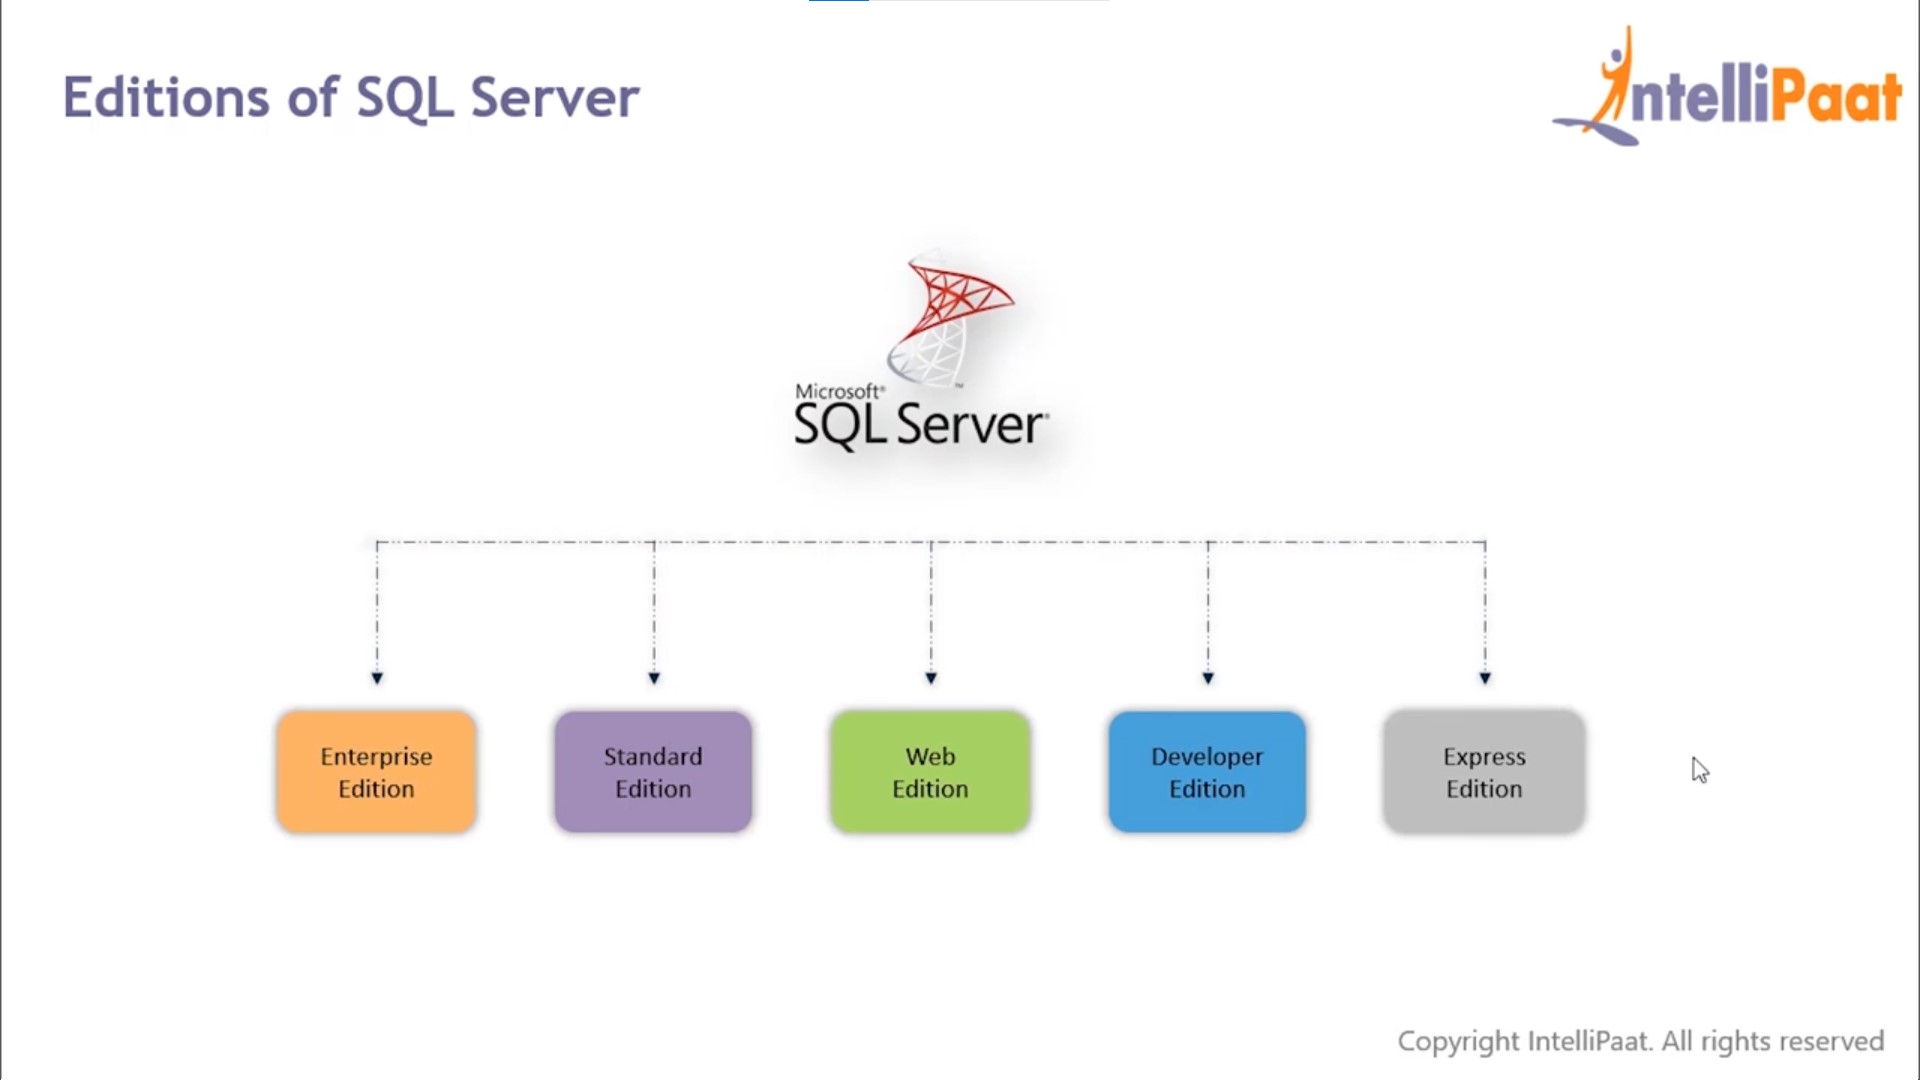 Editions of SQL Server
IntelliPaat
Microsoft®
SQL Server®
™
Enterprise
Edition
Standard
Edition
Web
Edition
Developer
Edition
Express
Edition
Copyright IntelliPaat. All rights reserved